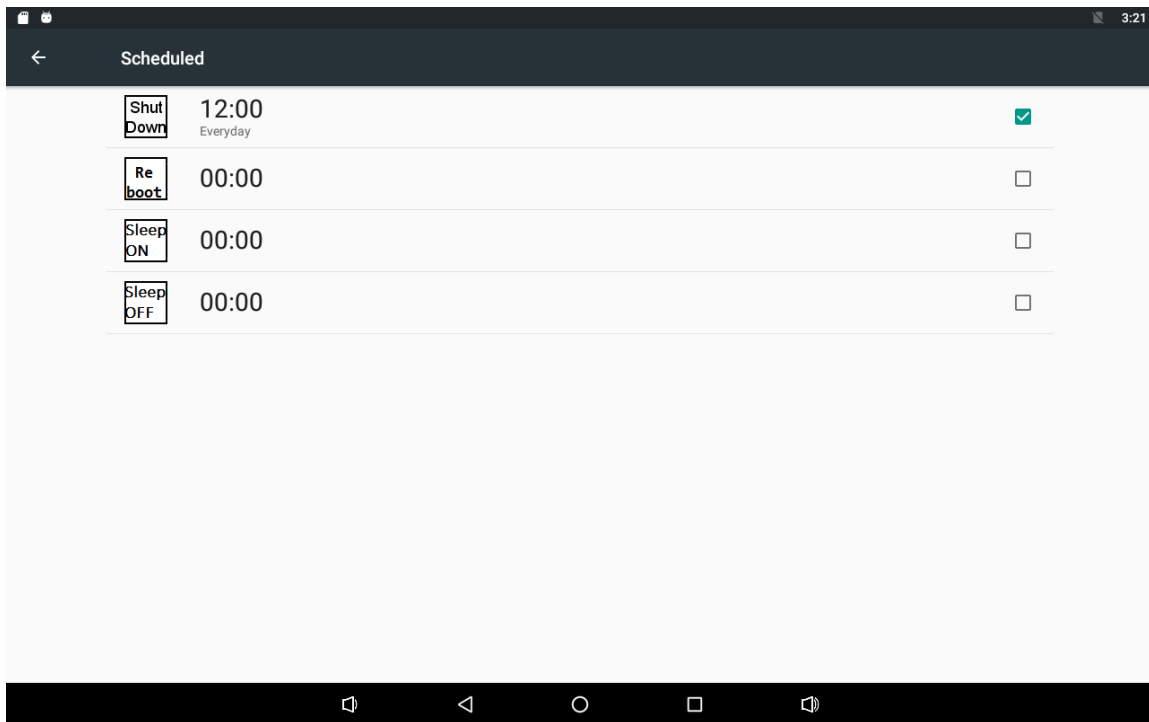 3:21
Scheduled
Shut
Down
12:00
Everyday
Re
boot
00:00
Sleep
ON
00:00
Sleep
OFF
00:00